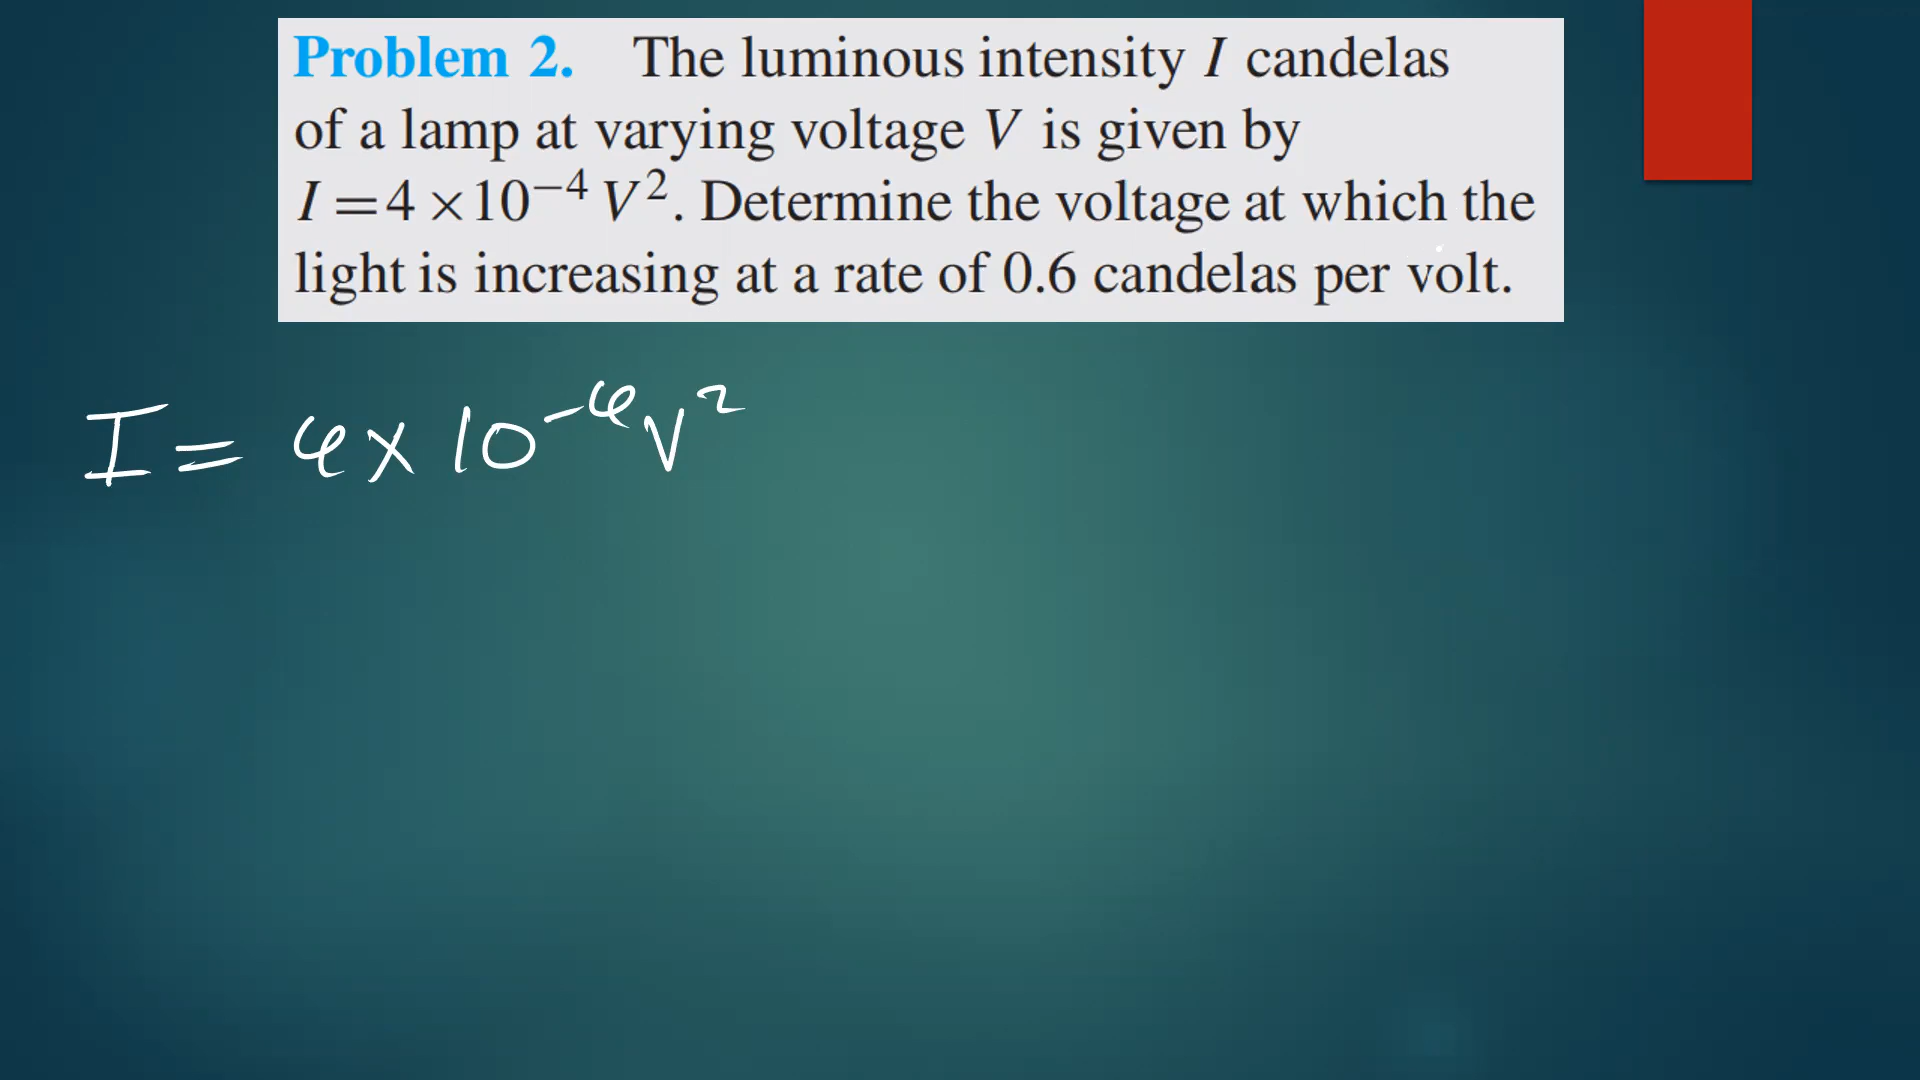 Problem 2. The luminous intensity I candelas
of a lamp at varying voltage V is given by
I = 4 ×10⁻⁴ V². Determine the voltage at which the
light is increasing at a rate of 0.6 candelas per volt.
I = 4 × 10⁻⁴ V²